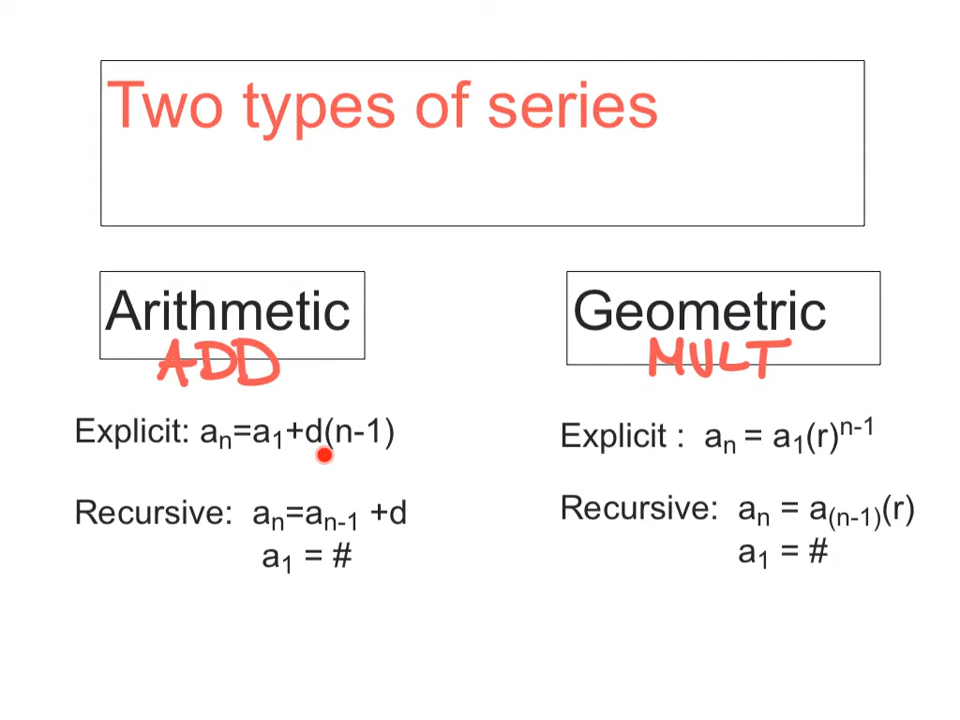 Two types of series
Arithmetic
ADD
Explicit: aₙ=a₁+d(n-1)
Recursive: aₙ=aₙ₋₁ +d
a₁ = #
Geometric
MULT
Explicit : aₙ = a₁(r)ⁿ⁻¹
Recursive: aₙ = a₍ₙ₋₁₎(r)
a₁ = #